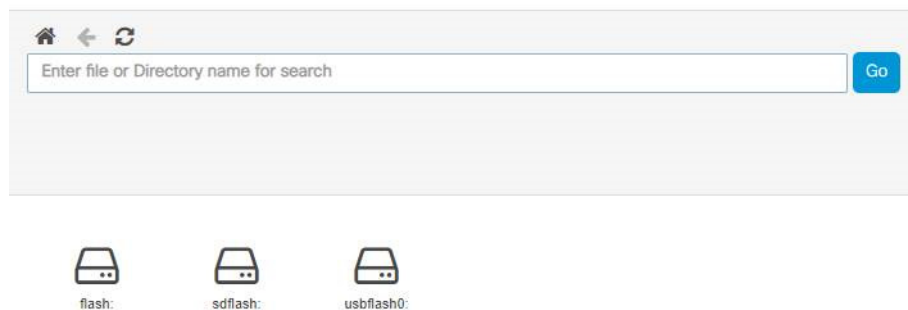 Enter file or Directory name for search
Go
flash: sdflash: usbflash0: